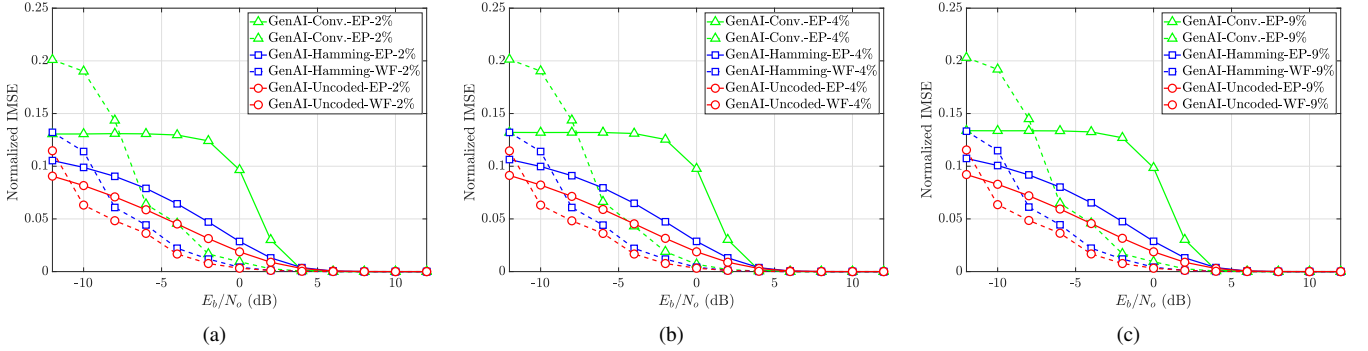 GenAI-Conv.-EP-2%
GenAI-Conv.-EP-2%
GenAI-Hamming-EP-2%
GenAI-Hamming-WF-2%
GenAI-Uncoded-EP-2%
GenAI-Uncoded-WF-2%
Normalized IMSE
0.25
0.2
0.15
0.1
0.05
0
-10 -5 0 5 10
E_b/N_o (dB)
(a)
GenAI-Conv.-EP-4%
GenAI-Conv.-EP-4%
GenAI-Hamming-EP-4%
GenAI-Hamming-WF-4%
GenAI-Uncoded-EP-4%
GenAI-Uncoded-WF-4%
Normalized IMSE
0.25
0.2
0.15
0.1
0.05
0
-10 -5 0 5 10
E_b/N_o (dB)
(b)
GenAI-Conv.-EP-9%
GenAI-Conv.-EP-9%
GenAI-Hamming-EP-9%
GenAI-Hamming-WF-9%
GenAI-Uncoded-EP-9%
GenAI-Uncoded-WF-9%
Normalized IMSE
0.25
0.2
0.15
0.1
0.05
0
-10 -5 0 5 10
E_b/N_o (dB)
(c)